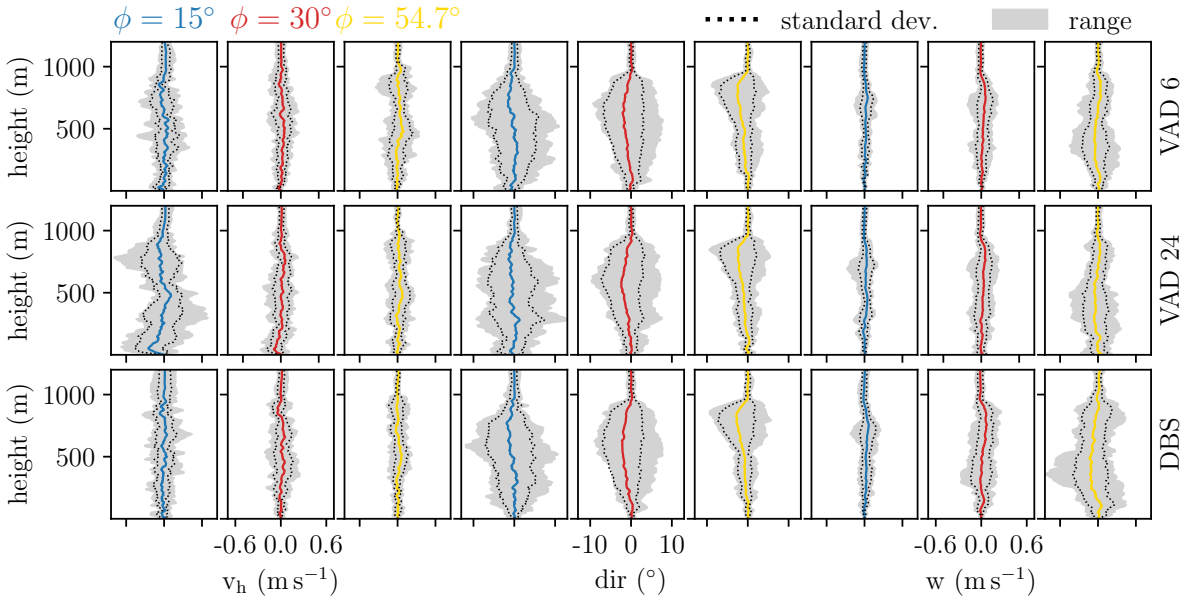 ϕ = 15° ϕ = 30° ϕ = 54.7° standard dev. range
height (m) 1000 500 VAD 6
height (m) 1000 500 VAD 24
height (m) 1000 500 DBS
-0.6 0.0 0.6 -10 0 10 -0.6 0.0 0.6
v_h (m s⁻¹) dir (°) w (m s⁻¹)